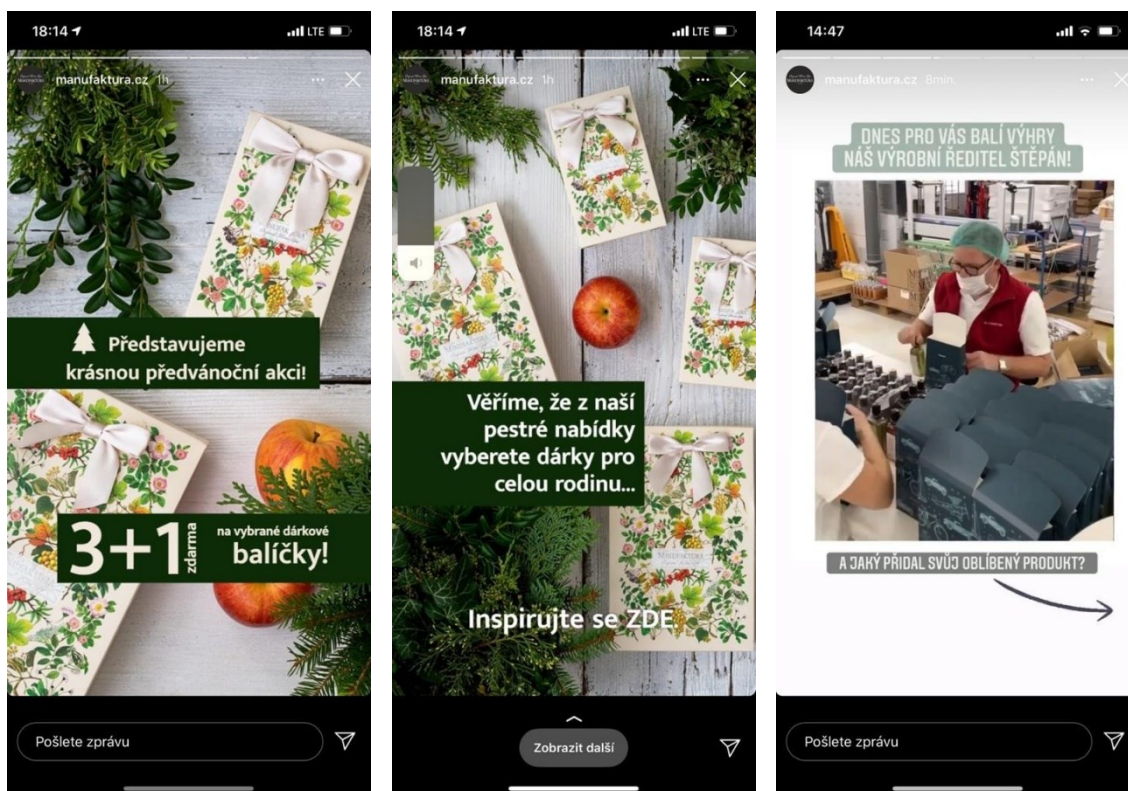 18:14
LTE
manufaktura.cz 1h
MANUFAKTURA
Představujeme
krásnou předvánoční akci!
3+1
zdarma
na vybrané dárkové
balíčky!
Pošlete zprávu
18:14
LTE
manufaktura.cz 1h
Věříme, že z naší
pestré nabídky
vyberete dárky pro
celou rodinu...
MANUFAKTURA
Inspirujte se ZDE.
Zobrazit další
14:47
manufaktura.cz 8min.
DNES PRO VÁS BALÍ VÝHRY
NÁŠ VÝROBNÍ ŘEDITEL ŠTĚPÁN!
A JAKÝ PŘIDAL SVŮJ OBLÍBENÝ PRODUKT?
Pošlete zprávu